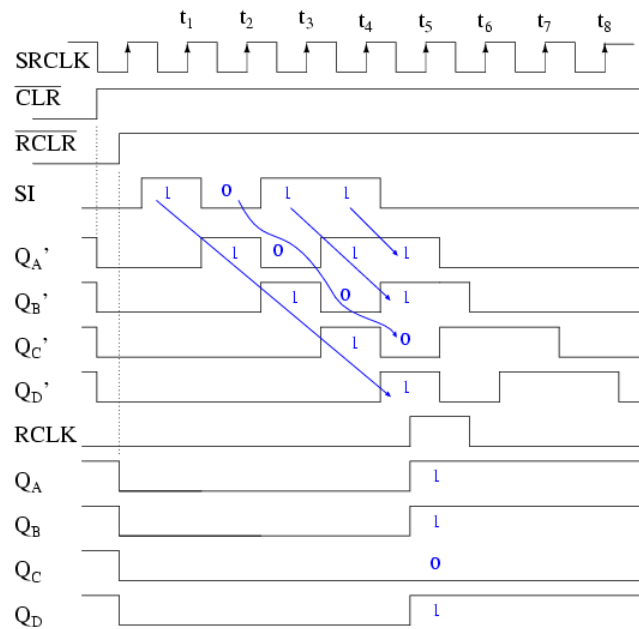 t1 t2 t3 t4 t5 t6 t7 t8
SRCLK
CLR
RCLR
SI 1 0 1 1
QA' 1 0 1 1
QB' 1 0 1
QC' 1 0
QD' 1
RCLK
QA 1
QB 1
QC 0
QD 1